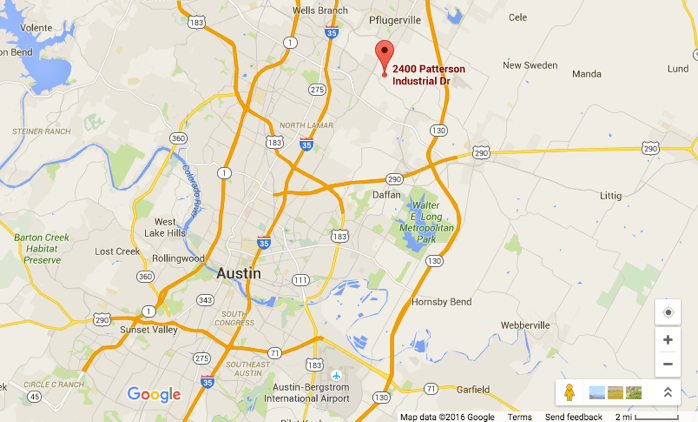 Wells Branch
Pflugerville
Cele
183
Volente
35
1
on Bend
New Sweden
Manda
Lund
2400 Patterson
Industrial Dr
275
NORTH LAMAR
STEINER RANCH
360
183
35
130
290
290
1
290
Daffan
Littig
Colorado River
Walter
E. Long
Metropolitan
Park
West
Lake Hills
Barton Creek
Habitat
Preserve
Lost Creek
Rollingwood
35
183
130
Austin
360
111
343
Hornsby Bend
1
290
SOUTH
CONGRESS
Sunset Valley
Webberville
275
71
183
SOUTHEAST
AUSTIN
CIRCLE C RANCH
35
45
Google
Austin-Bergstrom
International Airport
130
71
Garfield
Map data ©2016 Google
Terms
Send feedback
2 mi